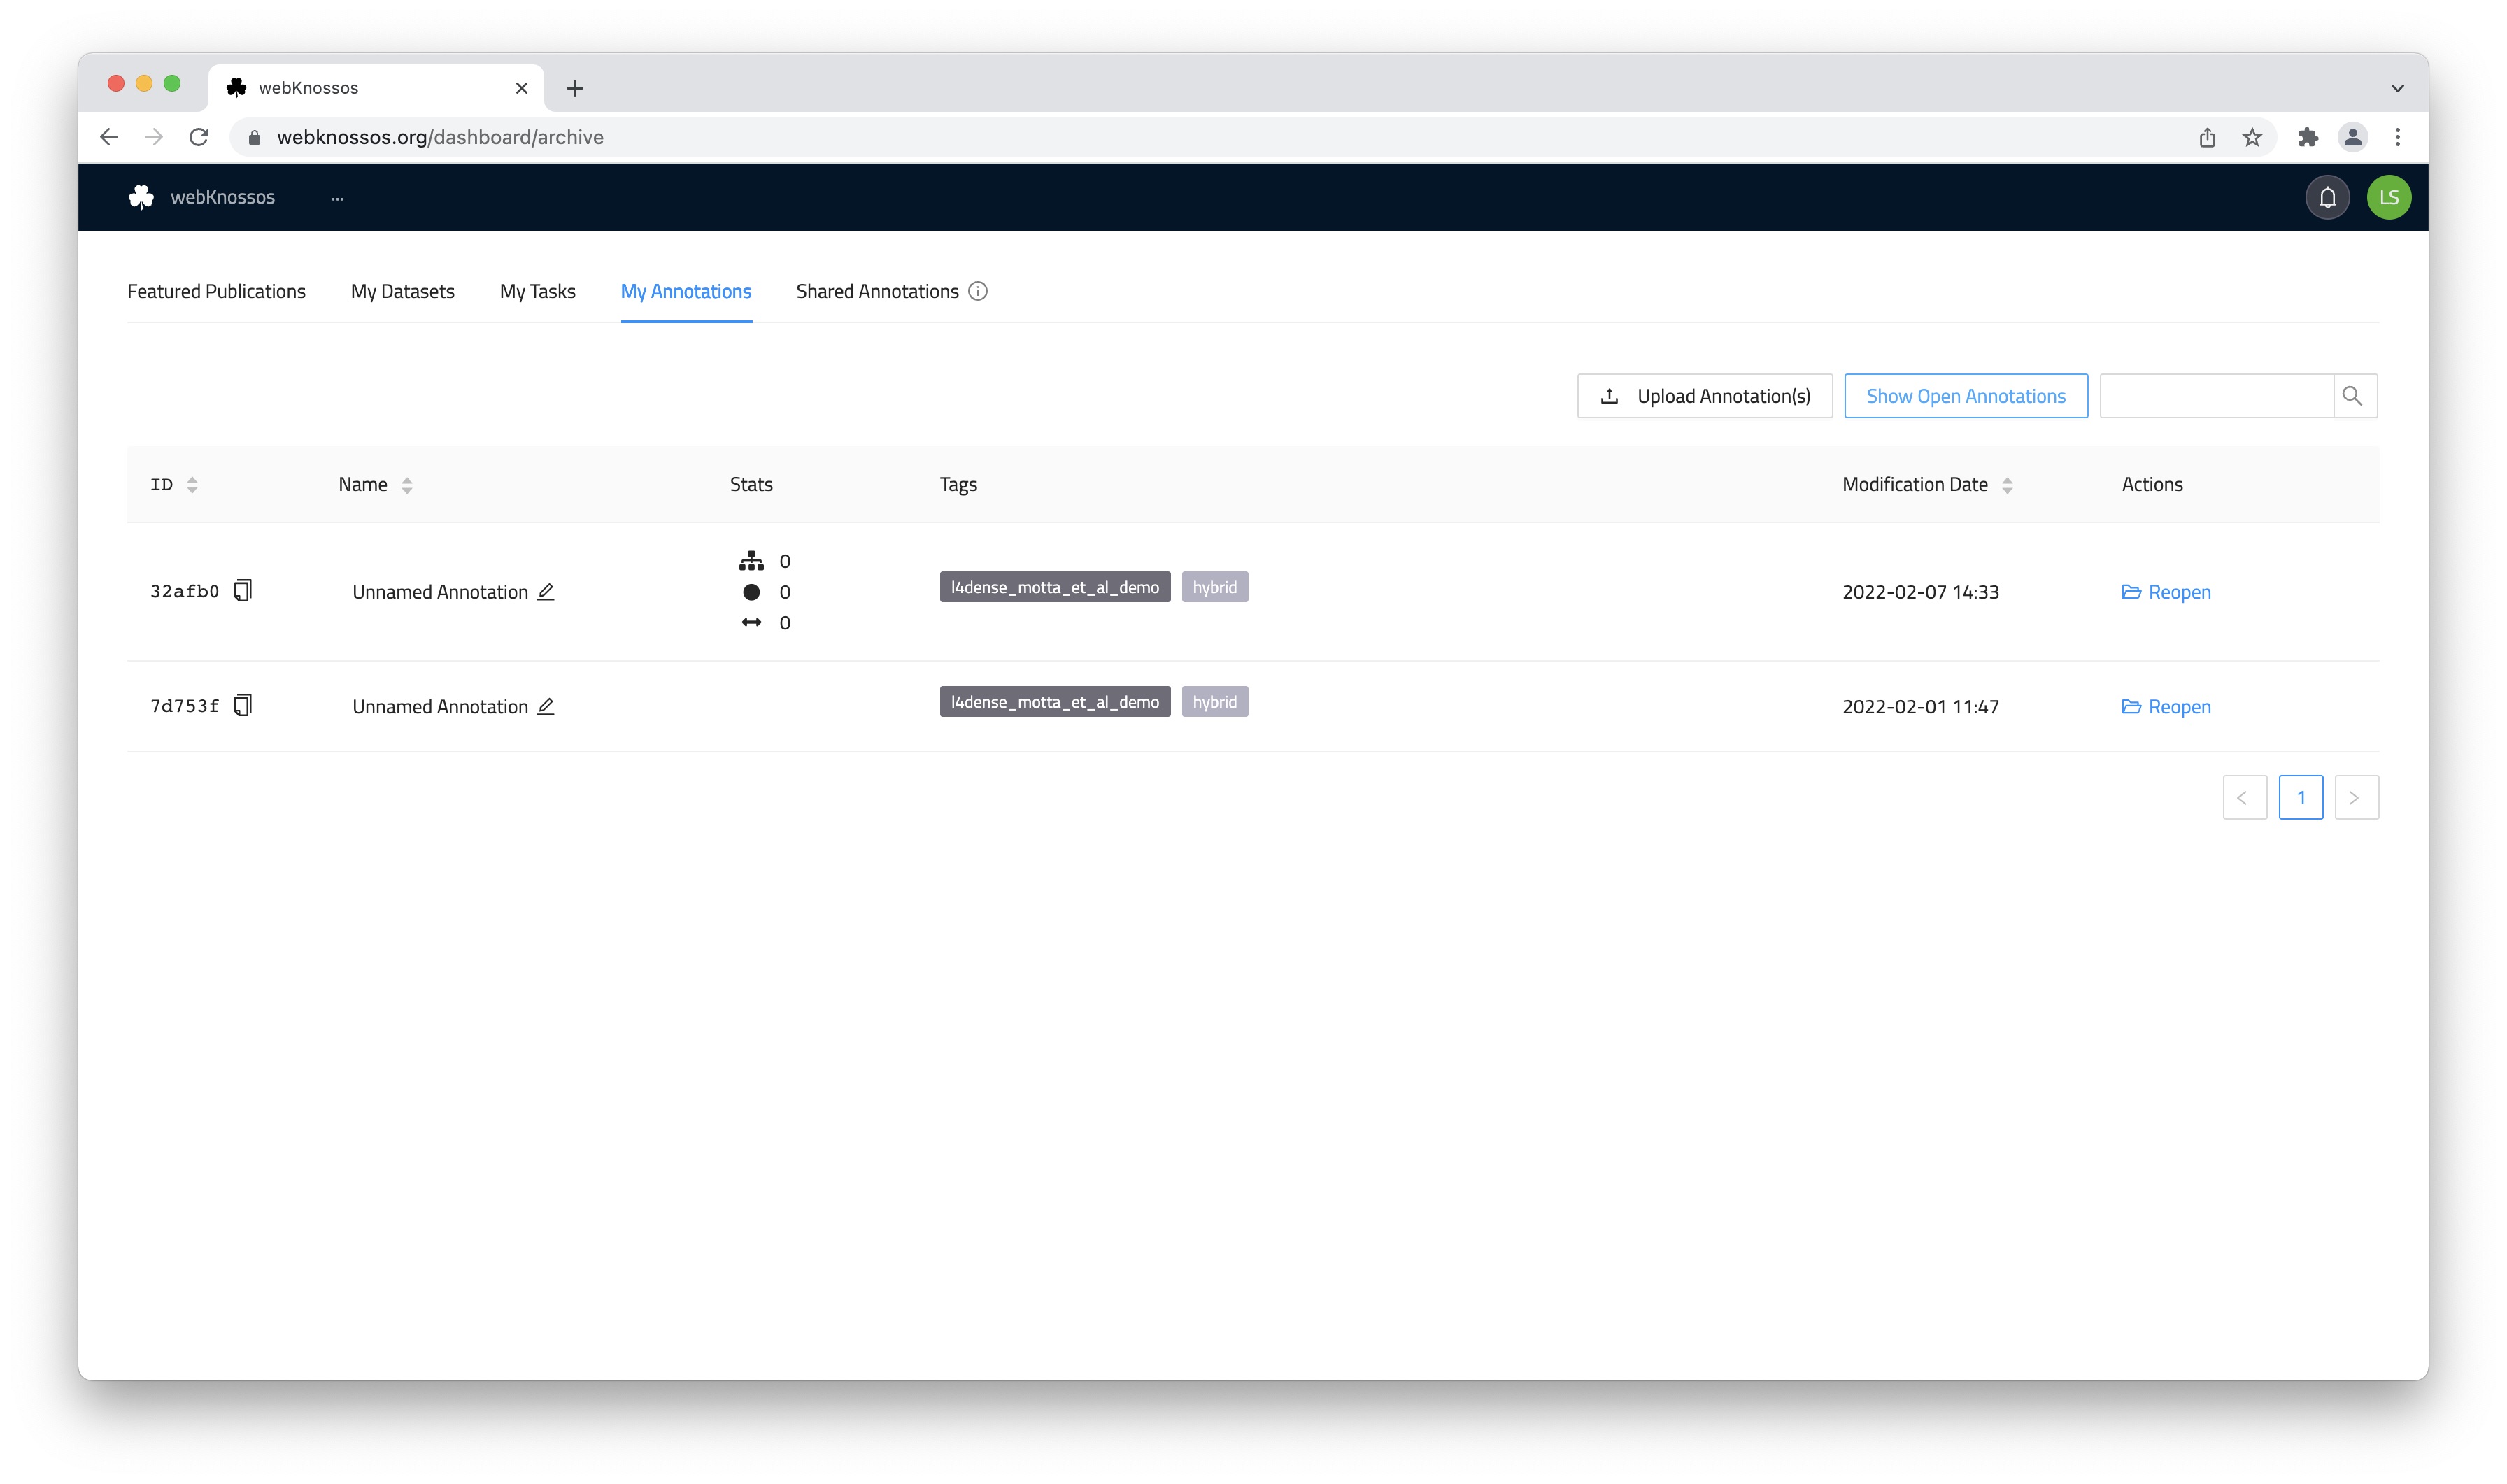 webKnossos
webknossos.org/dashboard/archive
webKnossos ... LS
Featured Publications My Datasets My Tasks My Annotations Shared Annotations
Upload Annotation(s) Show Open Annotations
ID Name Stats Tags Modification Date Actions
0
32afb0 Unnamed Annotation 0 l4dense_motta_et_al_demo hybrid 2022-02-07 14:33 Reopen
0
7d753f Unnamed Annotation l4dense_motta_et_al_demo hybrid 2022-02-01 11:47 Reopen
< 1 >